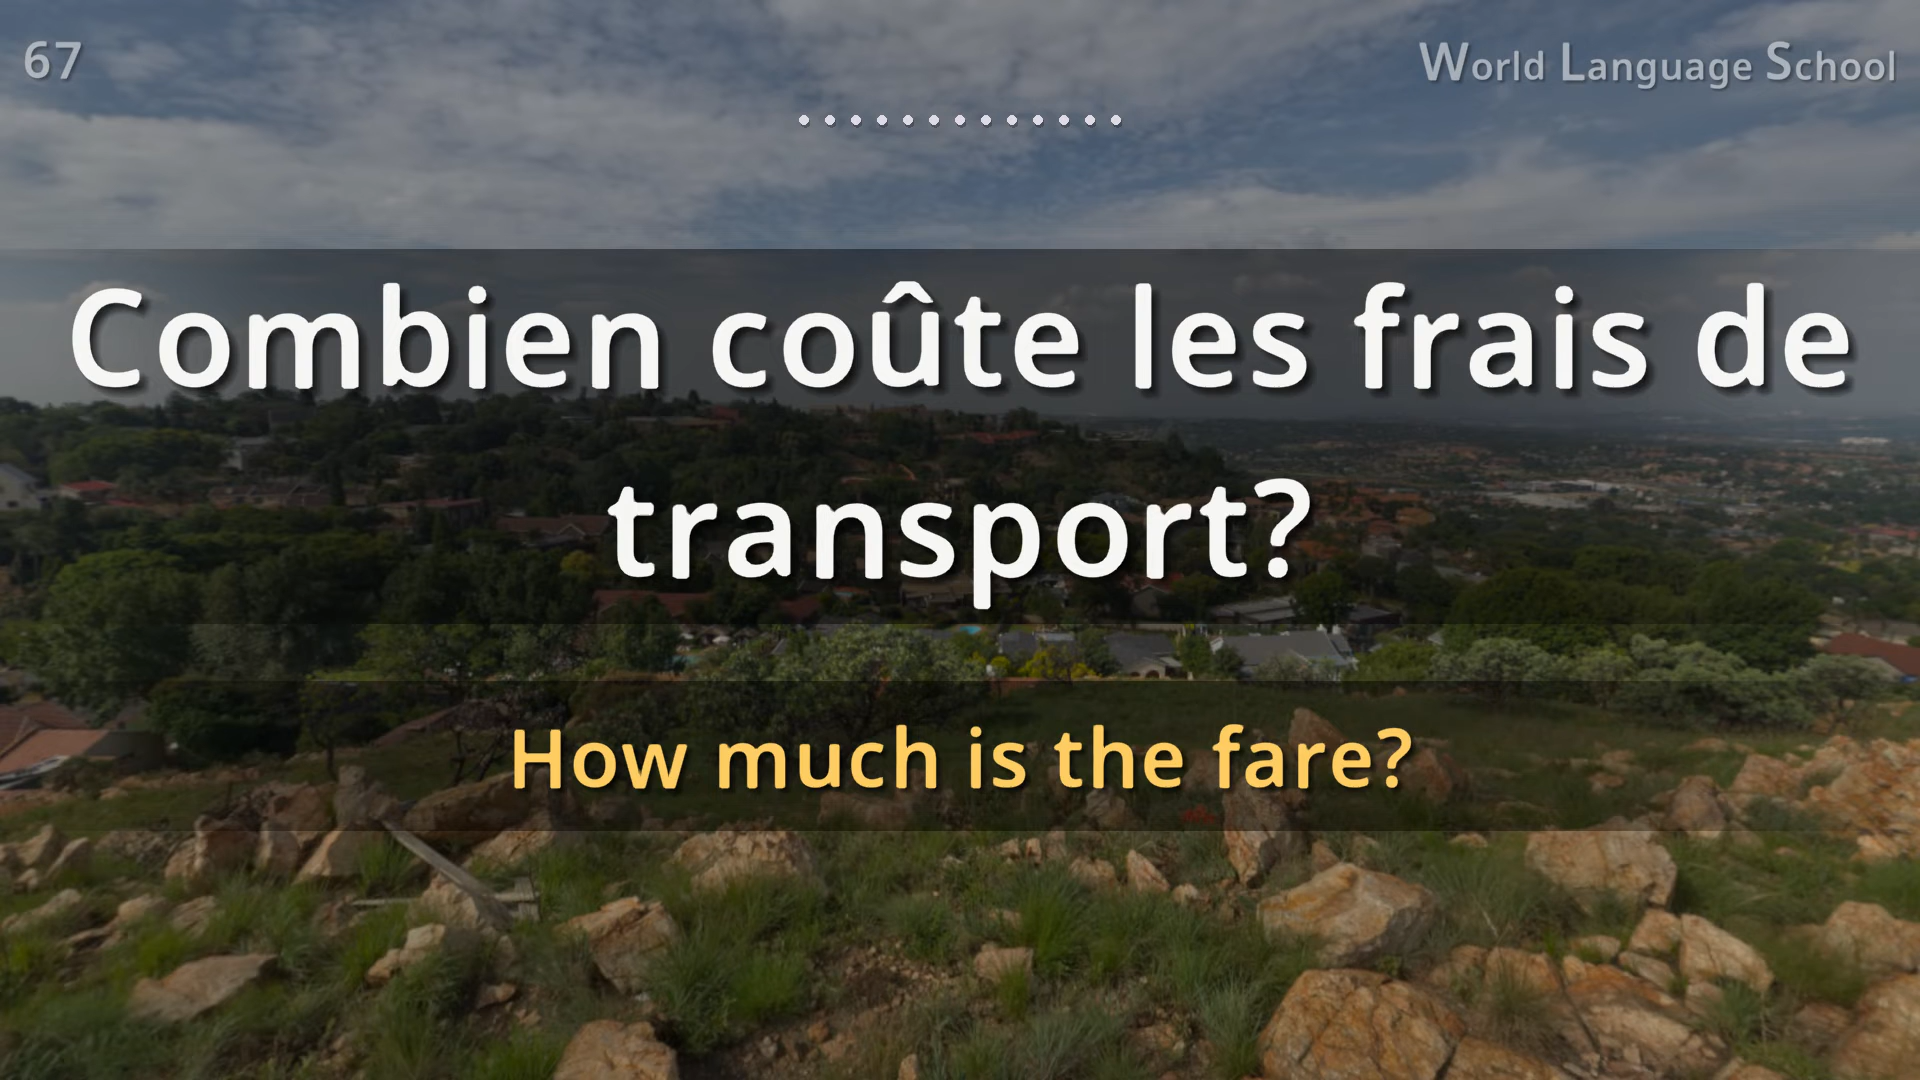 67
World Language School
Combien coûte les frais de
transport?
How much is the fare?